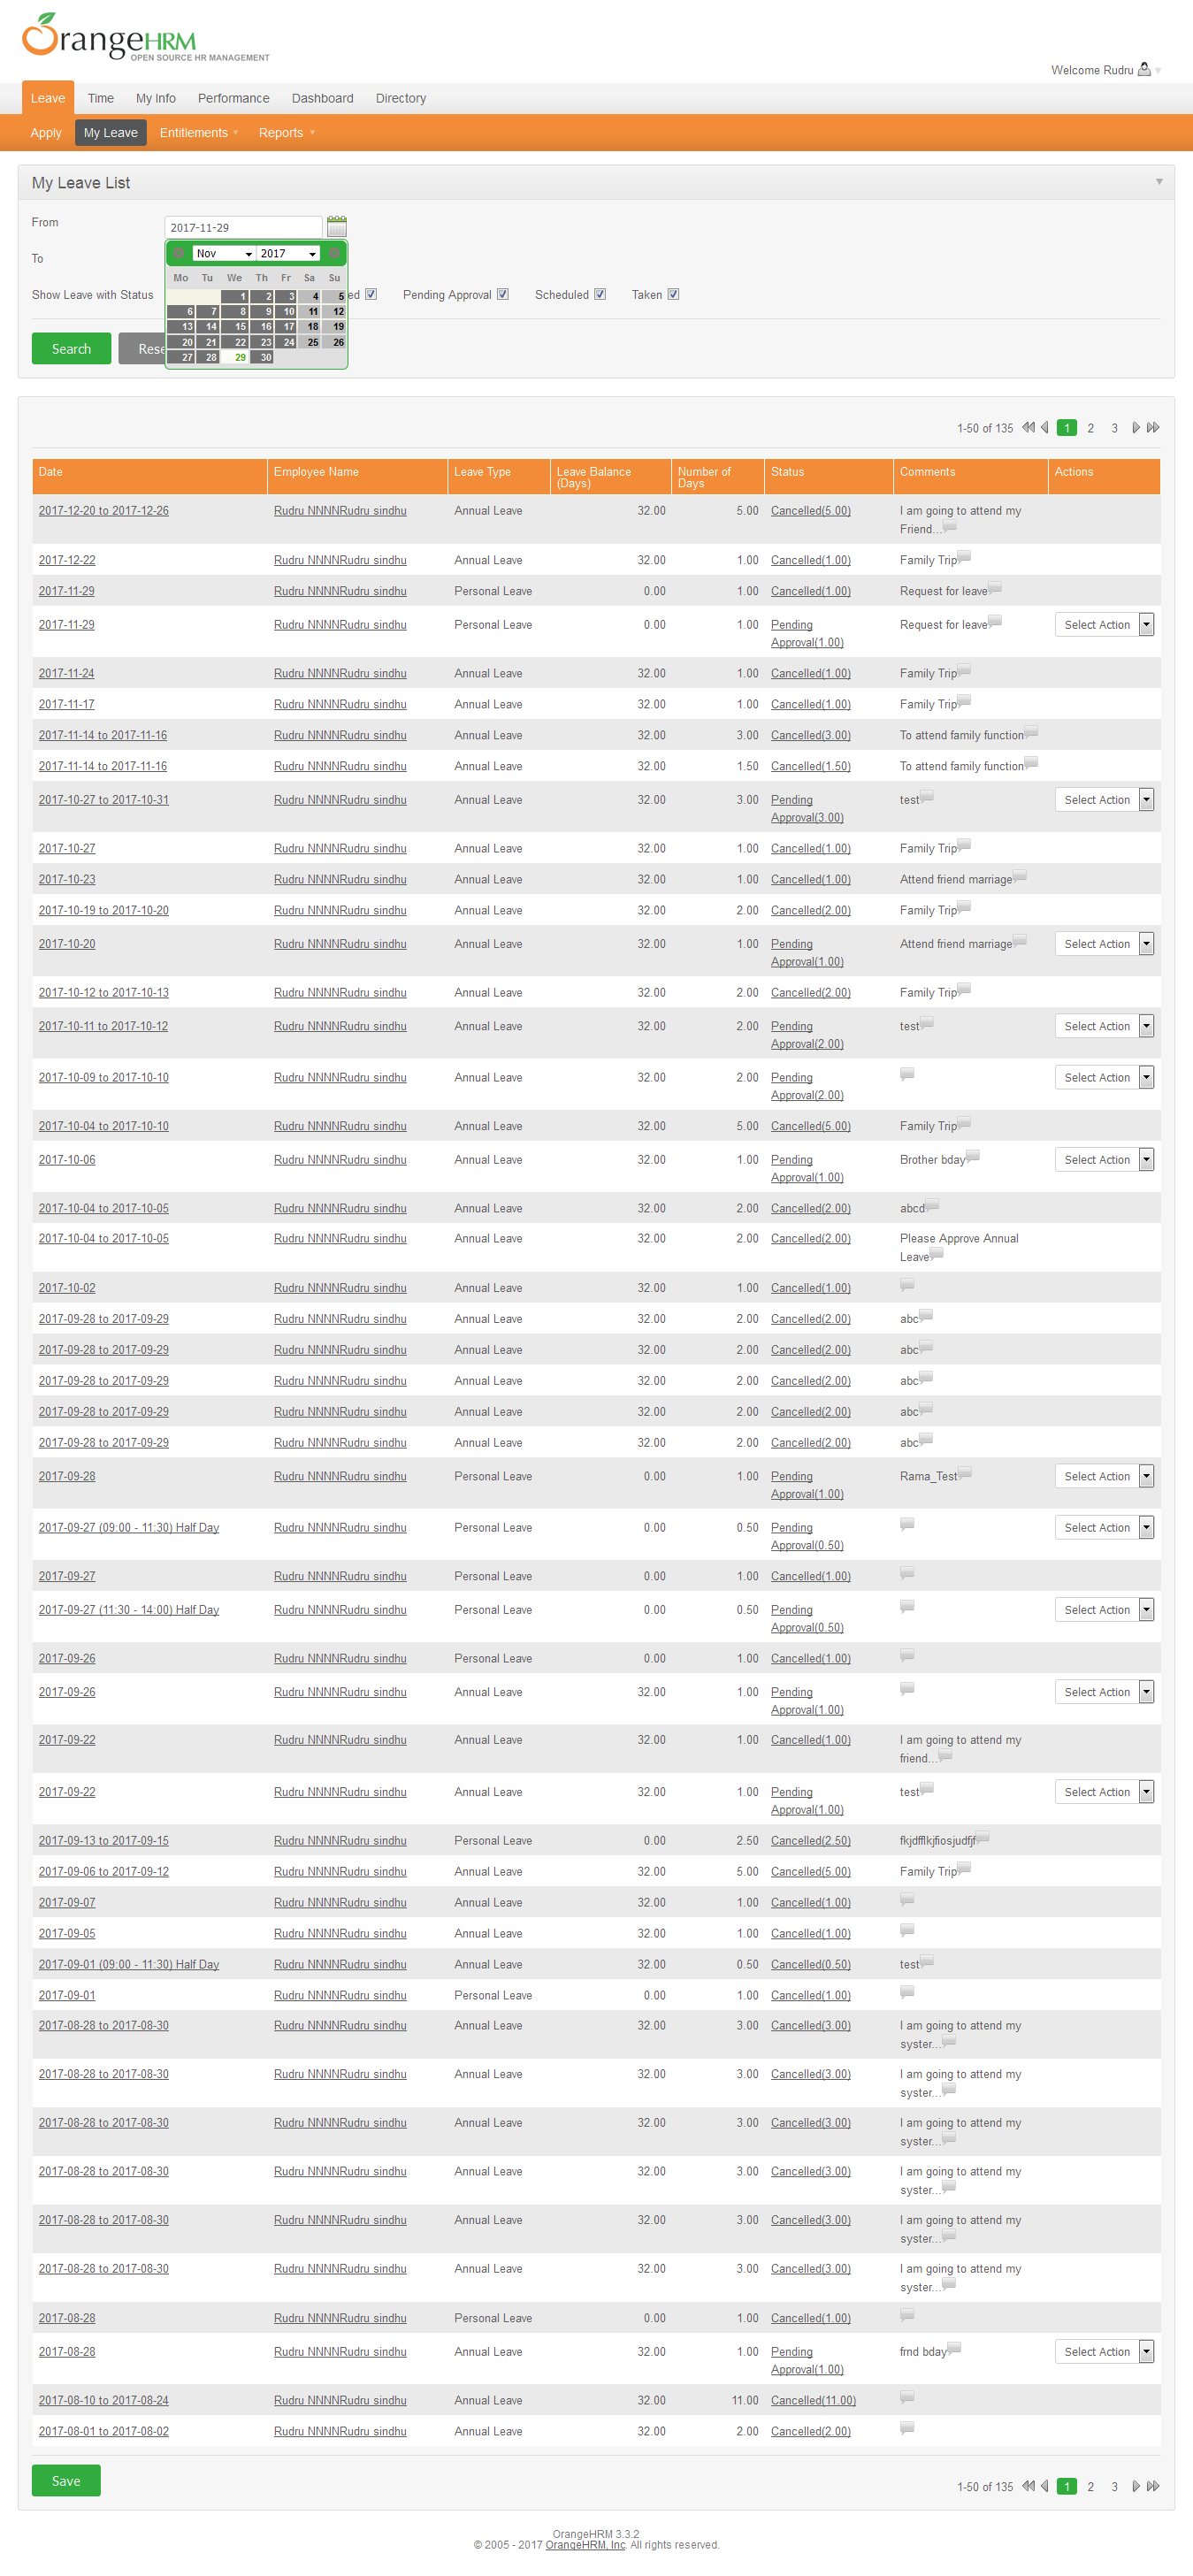 OrangeHRM
OPEN SOURCE HR MANAGEMENT
Welcome Rudru
Leave Time My Info Performance Dashboard Directory
Apply My Leave Entitlements Reports
My Leave List
From 2017-11-29
To Nov 2017
Mo Tu We Th Fr Sa Su
Show Leave with Status 1 2 3 4 5 ed Pending Approval Scheduled Taken
6 7 8 9 10 11 12
13 14 15 16 17 18 19
20 21 22 23 24 25 26
27 28 29 30
Search Rese
1-50 of 135 1 2 3
Date Employee Name Leave Type Leave Balance (Days) Number of Days Status Comments Actions
2017-12-20 to 2017-12-26 Rudru NNNNRudru sindhu Annual Leave 32.00 5.00 Cancelled(5.00) I am going to attend my Friend...
2017-12-22 Rudru NNNNRudru sindhu Annual Leave 32.00 1.00 Cancelled(1.00) Family Trip
2017-11-29 Rudru NNNNRudru sindhu Personal Leave 0.00 1.00 Cancelled(1.00) Request for leave
2017-11-29 Rudru NNNNRudru sindhu Personal Leave 0.00 1.00 Pending Approval(1.00) Request for leave Select Action
2017-11-24 Rudru NNNNRudru sindhu Annual Leave 32.00 1.00 Cancelled(1.00) Family Trip
2017-11-17 Rudru NNNNRudru sindhu Annual Leave 32.00 1.00 Cancelled(1.00) Family Trip
2017-11-14 to 2017-11-16 Rudru NNNNRudru sindhu Annual Leave 32.00 3.00 Cancelled(3.00) To attend family function
2017-11-14 to 2017-11-16 Rudru NNNNRudru sindhu Annual Leave 32.00 1.50 Cancelled(1.50) To attend family function
2017-10-27 to 2017-10-31 Rudru NNNNRudru sindhu Annual Leave 32.00 3.00 Pending Approval(3.00) test Select Action
2017-10-27 Rudru NNNNRudru sindhu Annual Leave 32.00 1.00 Cancelled(1.00) Family Trip
2017-10-23 Rudru NNNNRudru sindhu Annual Leave 32.00 1.00 Cancelled(1.00) Attend friend marriage
2017-10-19 to 2017-10-20 Rudru NNNNRudru sindhu Annual Leave 32.00 2.00 Cancelled(2.00) Family Trip
2017-10-20 Rudru NNNNRudru sindhu Annual Leave 32.00 1.00 Pending Approval(1.00) Attend friend marriage Select Action
2017-10-12 to 2017-10-13 Rudru NNNNRudru sindhu Annual Leave 32.00 2.00 Cancelled(2.00) Family Trip
2017-10-11 to 2017-10-12 Rudru NNNNRudru sindhu Annual Leave 32.00 2.00 Pending Approval(2.00) test Select Action
2017-10-09 to 2017-10-10 Rudru NNNNRudru sindhu Annual Leave 32.00 2.00 Pending Approval(2.00) Select Action
2017-10-04 to 2017-10-10 Rudru NNNNRudru sindhu Annual Leave 32.00 5.00 Cancelled(5.00) Family Trip
2017-10-06 Rudru NNNNRudru sindhu Annual Leave 32.00 1.00 Pending Approval(1.00) Brother bday Select Action
2017-10-04 to 2017-10-05 Rudru NNNNRudru sindhu Annual Leave 32.00 2.00 Cancelled(2.00) abcd
2017-10-04 to 2017-10-05 Rudru NNNNRudru sindhu Annual Leave 32.00 2.00 Cancelled(2.00) Please Approve Annual Leave
2017-10-02 Rudru NNNNRudru sindhu Annual Leave 32.00 1.00 Cancelled(1.00)
2017-09-28 to 2017-09-29 Rudru NNNNRudru sindhu Annual Leave 32.00 2.00 Cancelled(2.00) abc
2017-09-28 to 2017-09-29 Rudru NNNNRudru sindhu Annual Leave 32.00 2.00 Cancelled(2.00) abc
2017-09-28 to 2017-09-29 Rudru NNNNRudru sindhu Annual Leave 32.00 2.00 Cancelled(2.00) abc
2017-09-28 to 2017-09-29 Rudru NNNNRudru sindhu Annual Leave 32.00 2.00 Cancelled(2.00) abc
2017-09-28 to 2017-09-29 Rudru NNNNRudru sindhu Annual Leave 32.00 2.00 Cancelled(2.00) abc
2017-09-28 Rudru NNNNRudru sindhu Personal Leave 0.00 1.00 Pending Approval(1.00) Rama_Test Select Action
2017-09-27 (09:00 - 11:30) Half Day Rudru NNNNRudru sindhu Personal Leave 0.00 0.50 Pending Approval(0.50) Select Action
2017-09-27 Rudru NNNNRudru sindhu Personal Leave 0.00 1.00 Cancelled(1.00)
2017-09-27 (11:30 - 14:00) Half Day Rudru NNNNRudru sindhu Personal Leave 0.00 0.50 Pending Approval(0.50) Select Action
2017-09-26 Rudru NNNNRudru sindhu Personal Leave 0.00 1.00 Cancelled(1.00)
2017-09-26 Rudru NNNNRudru sindhu Annual Leave 32.00 1.00 Pending Approval(1.00) Select Action
2017-09-22 Rudru NNNNRudru sindhu Annual Leave 32.00 1.00 Cancelled(1.00) I am going to attend my friend...
2017-09-22 Rudru NNNNRudru sindhu Annual Leave 32.00 1.00 Pending Approval(1.00) test Select Action
2017-09-13 to 2017-09-15 Rudru NNNNRudru sindhu Personal Leave 0.00 2.50 Cancelled(2.50) fkjdfflkjfiosjudfjf
2017-09-06 to 2017-09-12 Rudru NNNNRudru sindhu Annual Leave 32.00 5.00 Cancelled(5.00) Family Trip
2017-09-07 Rudru NNNNRudru sindhu Annual Leave 32.00 1.00 Cancelled(1.00)
2017-09-05 Rudru NNNNRudru sindhu Annual Leave 32.00 1.00 Cancelled(1.00)
2017-09-01 (09:00 - 11:30) Half Day Rudru NNNNRudru sindhu Annual Leave 32.00 0.50 Cancelled(0.50) test
2017-09-01 Rudru NNNNRudru sindhu Personal Leave 0.00 1.00 Cancelled(1.00)
2017-08-28 to 2017-08-30 Rudru NNNNRudru sindhu Annual Leave 32.00 3.00 Cancelled(3.00) I am going to attend my syster...
2017-08-28 to 2017-08-30 Rudru NNNNRudru sindhu Annual Leave 32.00 3.00 Cancelled(3.00) I am going to attend my syster...
2017-08-28 to 2017-08-30 Rudru NNNNRudru sindhu Annual Leave 32.00 3.00 Cancelled(3.00) I am going to attend my syster...
2017-08-28 to 2017-08-30 Rudru NNNNRudru sindhu Annual Leave 32.00 3.00 Cancelled(3.00) I am going to attend my syster...
2017-08-28 to 2017-08-30 Rudru NNNNRudru sindhu Annual Leave 32.00 3.00 Cancelled(3.00) I am going to attend my syster...
2017-08-28 to 2017-08-30 Rudru NNNNRudru sindhu Annual Leave 32.00 3.00 Cancelled(3.00) I am going to attend my syster...
2017-08-28 Rudru NNNNRudru sindhu Personal Leave 0.00 1.00 Cancelled(1.00)
2017-08-28 Rudru NNNNRudru sindhu Annual Leave 32.00 1.00 Pending Approval(1.00) frnd bday Select Action
2017-08-10 to 2017-08-24 Rudru NNNNRudru sindhu Annual Leave 32.00 11.00 Cancelled(11.00)
2017-08-01 to 2017-08-02 Rudru NNNNRudru sindhu Annual Leave 32.00 2.00 Cancelled(2.00)
Save 1-50 of 135 1 2 3
OrangeHRM 3.3.2
© 2005 - 2017 OrangeHRM, Inc. All rights reserved.